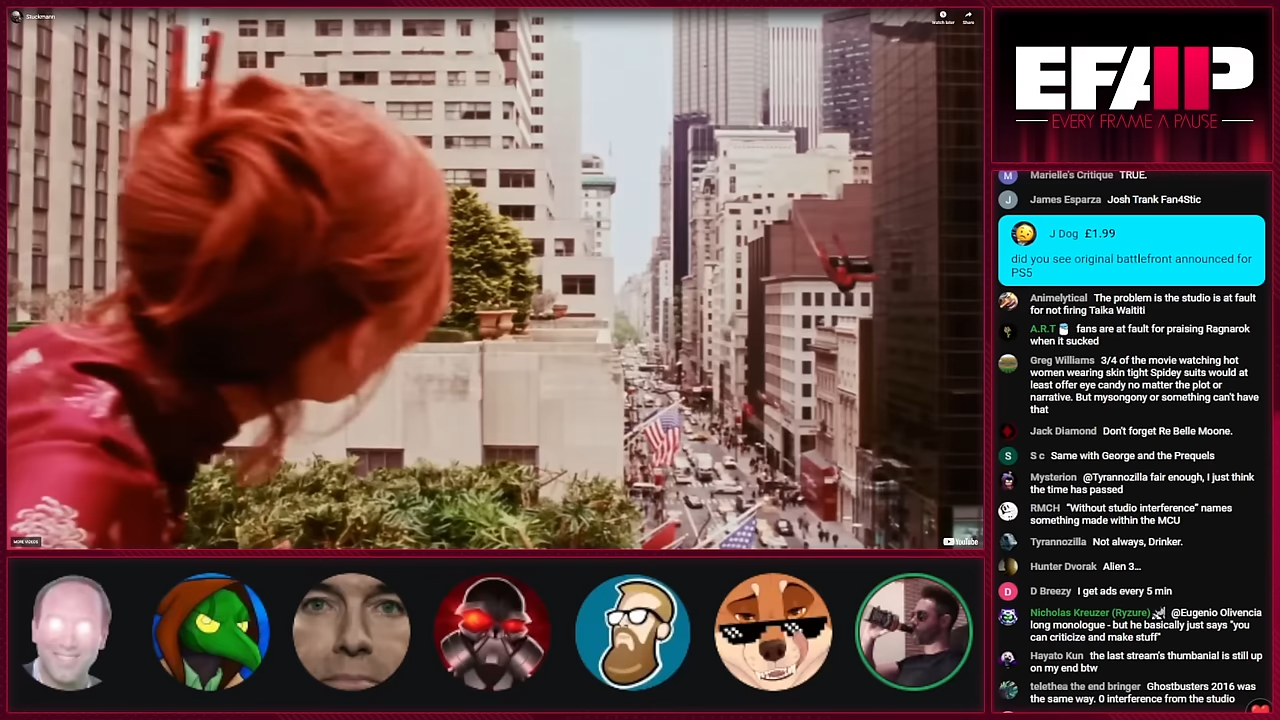 Stuckmann
Watch later
Share
MORE VIDEOS
YouTube
EFAP
EVERY FRAME A PAUSE
M Marielle's Critique TRUE.
J James Esparza Josh Trank Fan4Stic
J Dog £1.99
did you see original battlefront announced for
PS5
Animelytical The problem is the studio is at fault
for not firing Taika Waititi
A.R.T fans are at fault for praising Ragnarok
when it sucked
Greg Williams 3/4 of the movie watching hot
women wearing skin tight Spidey suits would at
least offer eye candy no matter the plot or
narrative. But mysongony or something can't have
that
Jack Diamond Don't forget Re Belle Moone.
S S c Same with George and the Prequels
Mysterion @Tyrannozilla fair enough, I just think
the time has passed
RMCH "Without studio interference" names
something made within the MCU
Tyrannozilla Not always, Drinker.
Hunter Dvorak Alien 3...
D D Breezy I get ads every 5 min
Nicholas Kreuzer (Ryzure) @Eugenio Olivencia
long monologue - but he basically just says "you
can criticize and make stuff"
Hayato Kun the last stream's thumbanial is still up
on my end btw
telethea the end bringer Ghostbusters 2016 was
the same way. 0 interference from the studio